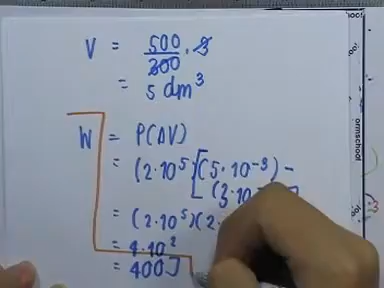 V = 500/300 · 3
= 5 dm³
W = P(ΔV)
= (2·10⁵)[(5·10⁻³) −
(3·10
= (2·10⁵)(2·
= 4·10²
= 400J
ormschool